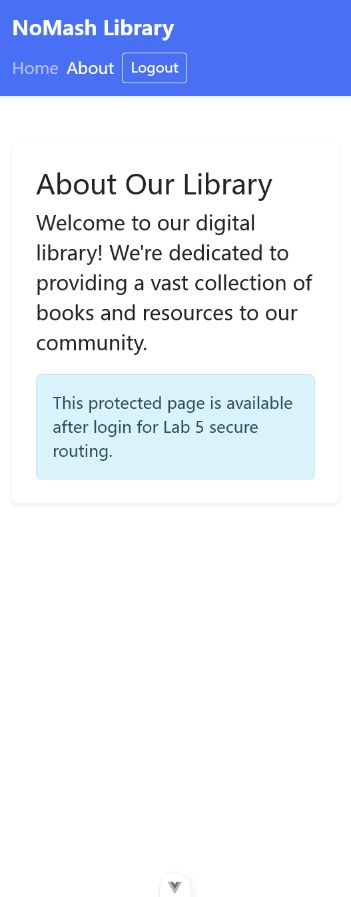 NoMash Library
Home About Logout
About Our Library
Welcome to our digital
library! We're dedicated to
providing a vast collection of
books and resources to our
community.
This protected page is available
after login for Lab 5 secure
routing.